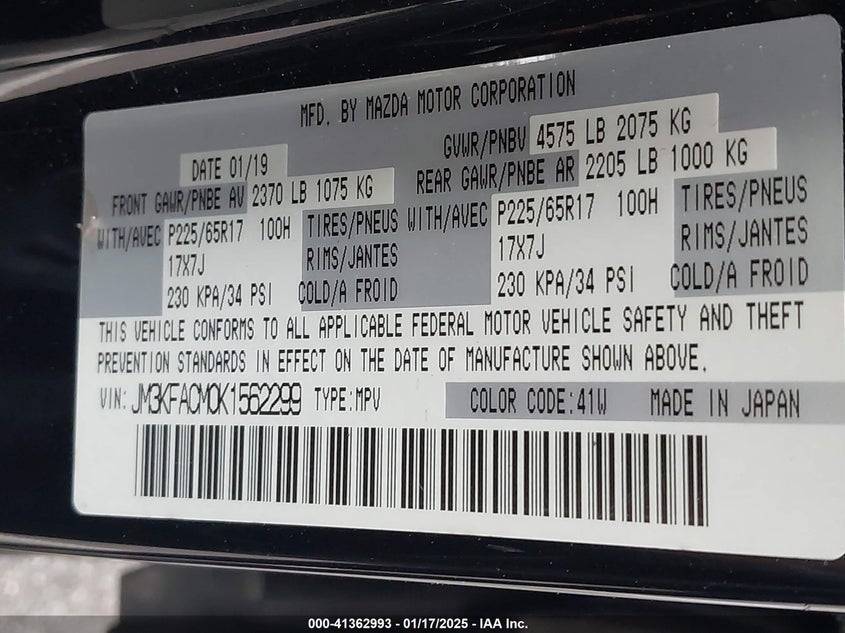 MFD. BY MAZDA MOTOR CORPORATION
DATE 01/19 GVWR/PNBV 4575 LB 2075 KG
FRONT GAWR/PNBE AV 2370 LB 1075 KG REAR GAWR/PNBE AR 2205 LB 1000 KG
WITH/AVEC P225/65R17 100H TIRES/PNEUS WITH/AVEC P225/65R17 100H TIRES/PNEUS
17X7J RIMS/JANTES 17X7J RIMS/JANTES
230 KPA/34 PSI COLD/A FROID 230 KPA/34 PSI COLD/A FROID
THIS VEHICLE CONFORMS TO ALL APPLICABLE FEDERAL MOTOR VEHICLE SAFETY AND THEFT
PREVENTION STANDARDS IN EFFECT ON THE DATE OF MANUFACTURE SHOWN ABOVE.
VIN: JM3KFACM0K1552299 TYPE:MPV COLOR CODE:41W MADE IN JAPAN
000-41362993 — 01/17/2025 — IAA Inc.